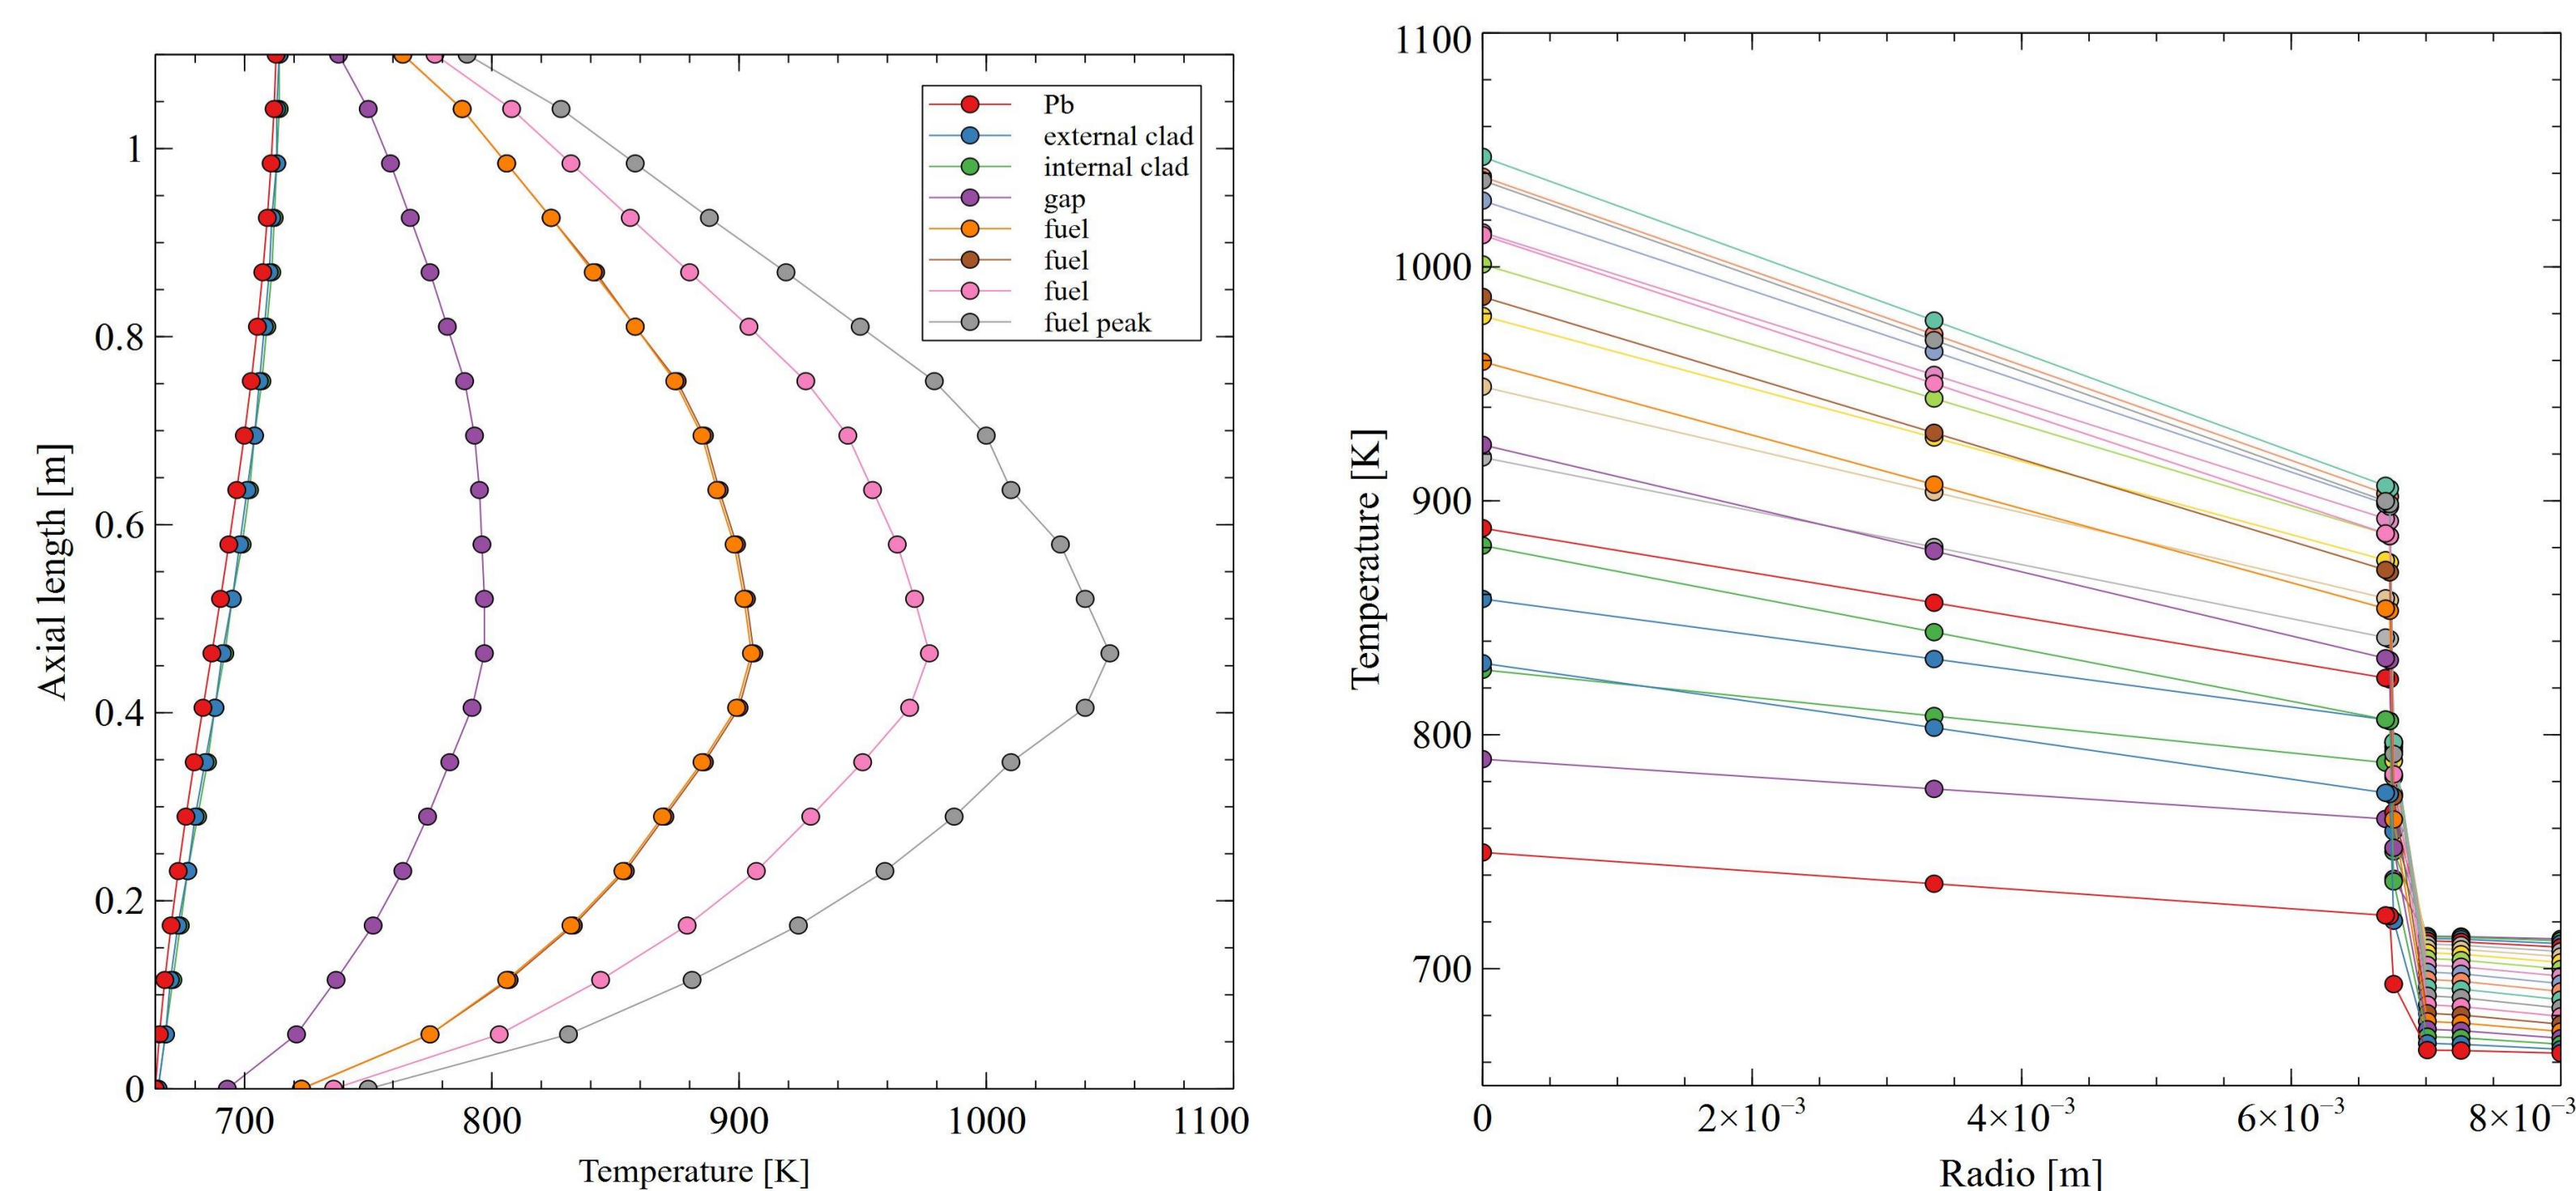 Axial length [m]
1
0.8
0.6
0.4
0.2
0
700 800 900 1000 1100
Temperature [K]
Pb
external clad
internal clad
gap
fuel
fuel
fuel
fuel peak
Temperature [K]
1100
1000
900
800
700
0 2×10⁻³ 4×10⁻³ 6×10⁻³ 8×10⁻³
Radio [m]